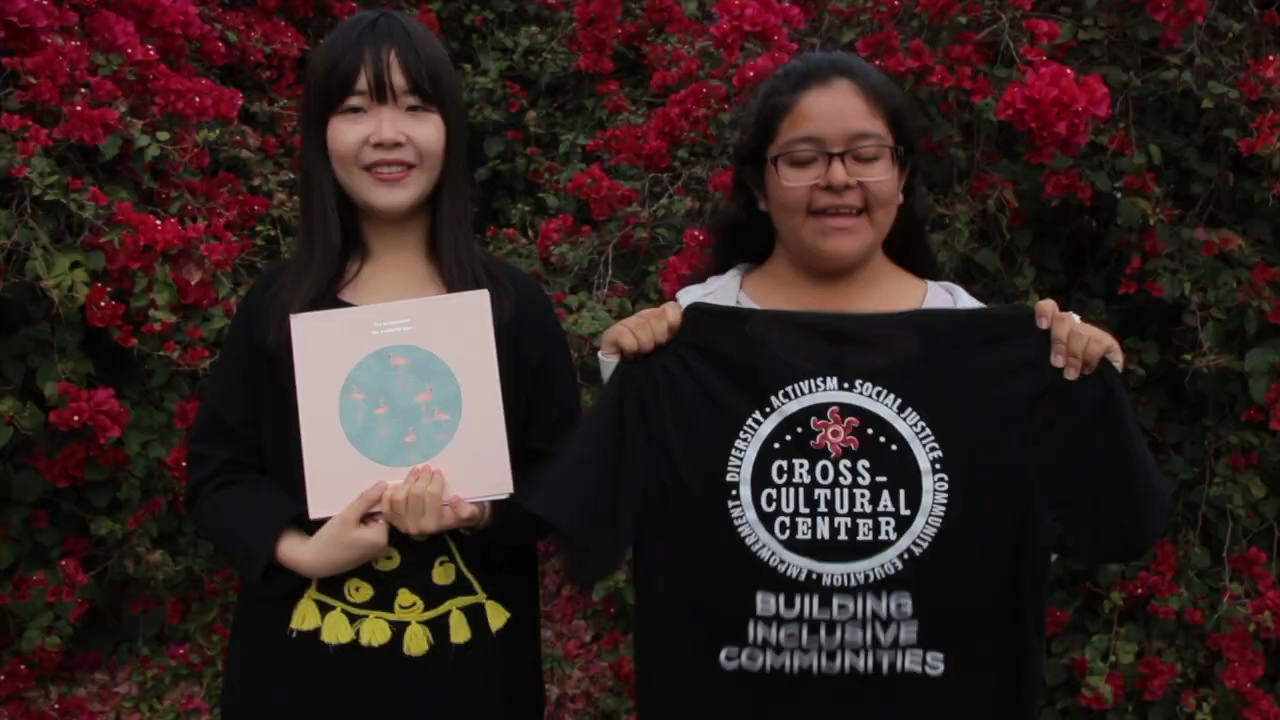 DIVERSITY • ACTIVISM • SOCIAL JUSTICE • COMMUNITY • EDUCATION • EMPOWERMENT •
CROSS-
CULTURAL
CENTER
BUILDING
INCLUSIVE
COMMUNITIES